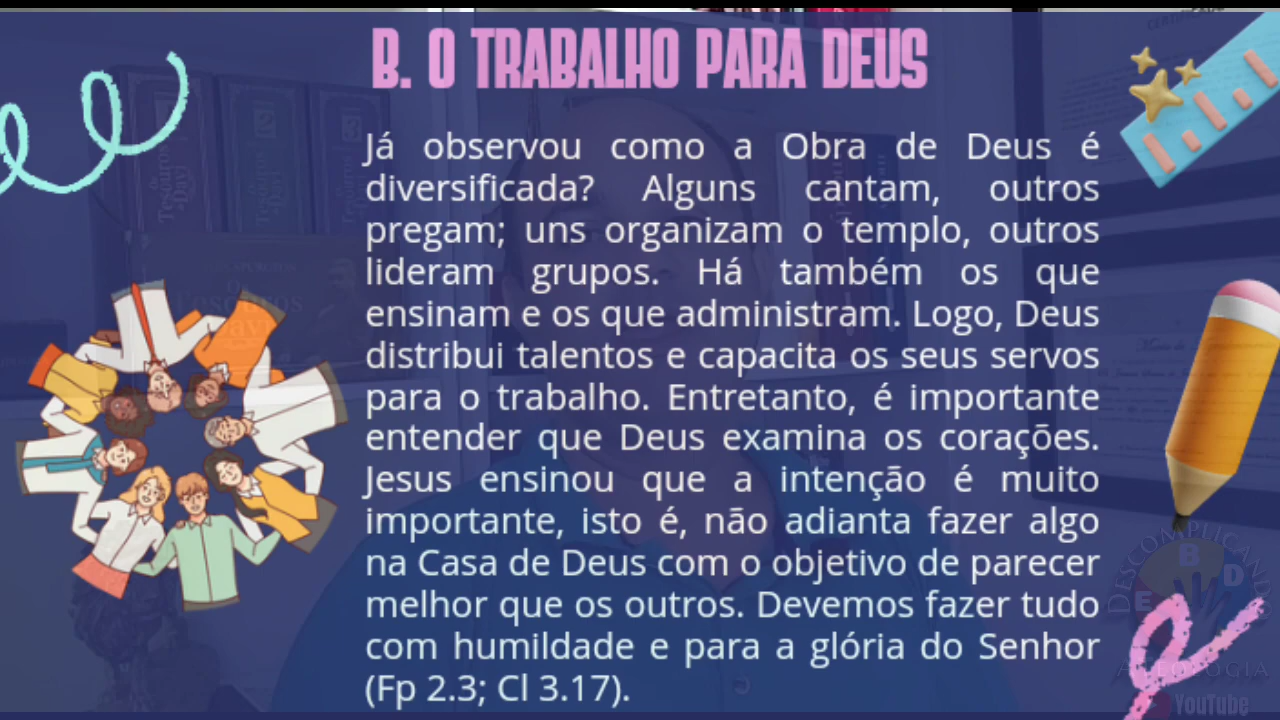 B. O TRABALHO PARA DEUS
Já observou como a Obra de Deus é
diversificada? Alguns cantam, outros
pregam; uns organizam o templo, outros
lideram grupos. Há também os que
ensinam e os que administram. Logo, Deus
distribui talentos e capacita os seus servos
para o trabalho. Entretanto, é importante
entender que Deus examina os corações.
Jesus ensinou que a intenção é muito
importante, isto é, não adianta fazer algo
na Casa de Deus com o objetivo de parecer
melhor que os outros. Devemos fazer tudo
com humildade e para a glória do Senhor
(Fp 2.3; Cl 3.17).
DESCOMPLICANDO
E B D
A TEOLOGIA
YouTube